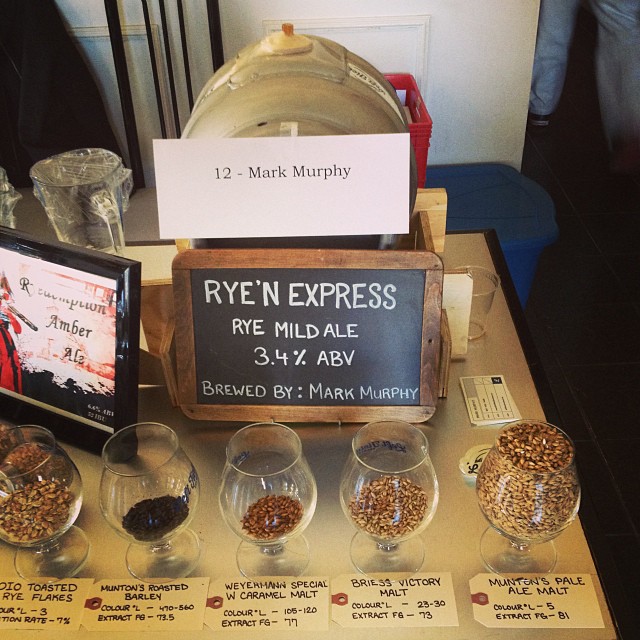 12 - Mark Murphy
RYE'N EXPRESS
RYE MILD ALE
3.4% ABV
BREWED BY: MARK MURPHY
Redemption
Amber
Ale
TOASTED
RYE FLAKES
COLOUR °L - 3
RATE - 7%
MUNTON'S ROASTED
BARLEY
COLOUR °L - 470-560
EXTRACT FG - 73.5
WEYERMANN SPECIAL
W CARAMEL MALT
COLOUR °L - 105-120
EXTRACT FG - 77
BRIESS VICTORY
MALT
COLOUR °L - 23-30
EXTRACT FG - 73
MUNTON'S PALE
ALE MALT
COLOUR °L - 5
EXTRACT FG - 81